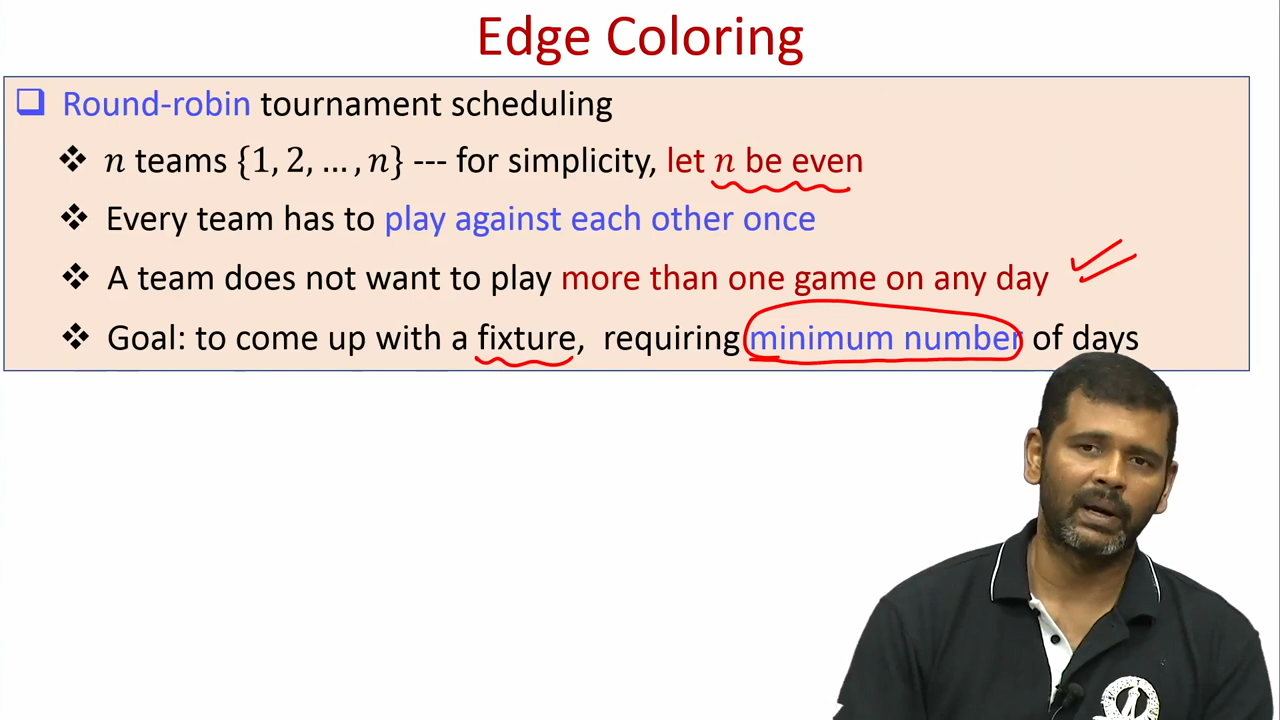 Edge Coloring
❑ Round-robin tournament scheduling
❖ n teams {1, 2, …, n} --- for simplicity, let n be even
❖ Every team has to play against each other once
❖ A team does not want to play more than one game on any day
❖ Goal: to come up with a fixture, requiring minimum number of days